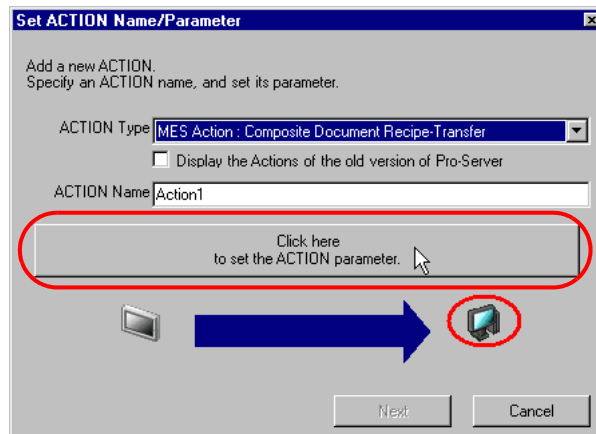 Set ACTION Name/Parameter
Add a new ACTION.
Specify an ACTION name, and set its parameter.
ACTION Type MES Action : Composite Document Recipe-Transfer
Display the Actions of the old version of Pro-Server
ACTION Name Action1
Click here
to set the ACTION parameter.
Next Cancel